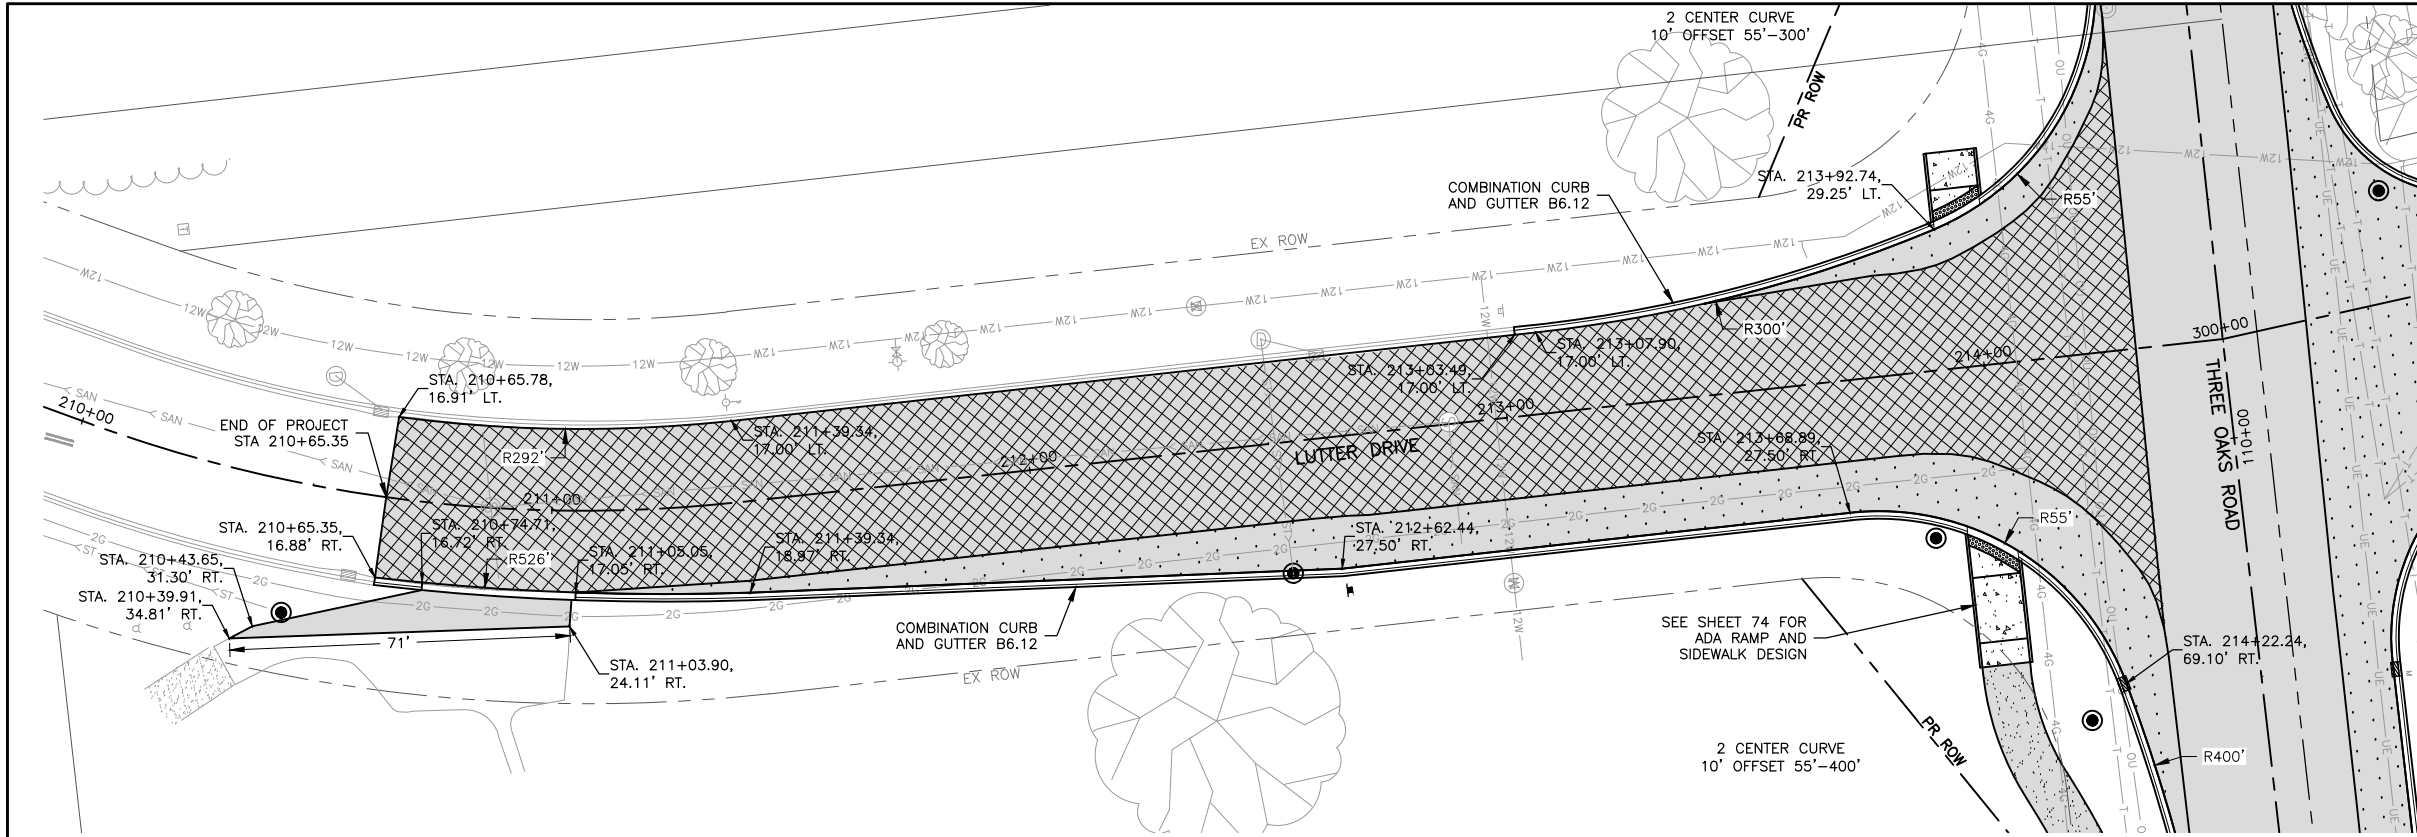 2 CENTER CURVE
10' OFFSET 55'-300'
PR ROW
COMBINATION CURB
AND GUTTER B6.12
STA. 213+92.74,
29.25' LT.
R55'
EX ROW
R300'
STA. 213+07.90,
17.00' LT.
STA. 213+03.49,
17.00' LT.
214+00
300+00
THREE OAKS ROAD
110+00
STA. 210+65.78,
16.91' LT.
210+00
END OF PROJECT
STA 210+65.35
R292'
STA. 211+39.34,
17.00' LT.
212+00
LUTTER DRIVE
213+00
STA. 213+68.89,
27.50' RT.
211+00
STA. 210+65.35,
16.88' RT.
STA. 210+74.71,
16.72' RT.
R526'
STA. 211+05.05,
17.05' RT.
STA. 211+39.34,
18.97' RT.
STA. 212+62.44,
27.50' RT.
R55'
STA. 210+43.65,
31.30' RT.
STA. 210+39.91,
34.81' RT.
71'
COMBINATION CURB
AND GUTTER B6.12
STA. 211+03.90,
24.11' RT.
EX ROW
SEE SHEET 74 FOR
ADA RAMP AND
SIDEWALK DESIGN
STA. 214+22.24,
69.10' RT.
PR ROW
2 CENTER CURVE
10' OFFSET 55'-400'
R400'
12W
SAN
2G
ST
4G
OU
T
UE